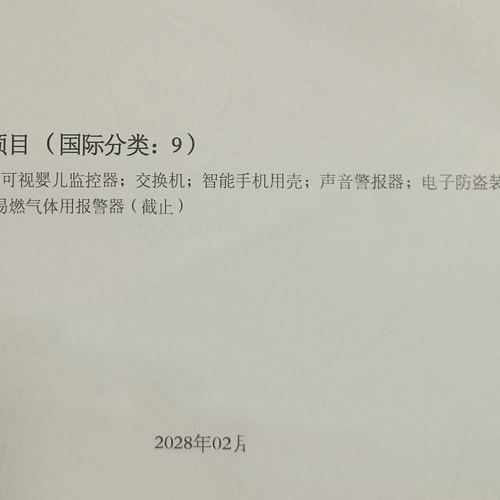 项目（国际分类：9）
可视婴儿监控器；交换机；智能手机用壳；声音警报器；电子防盗装
易燃气体用报警器（截止）
2028年02月